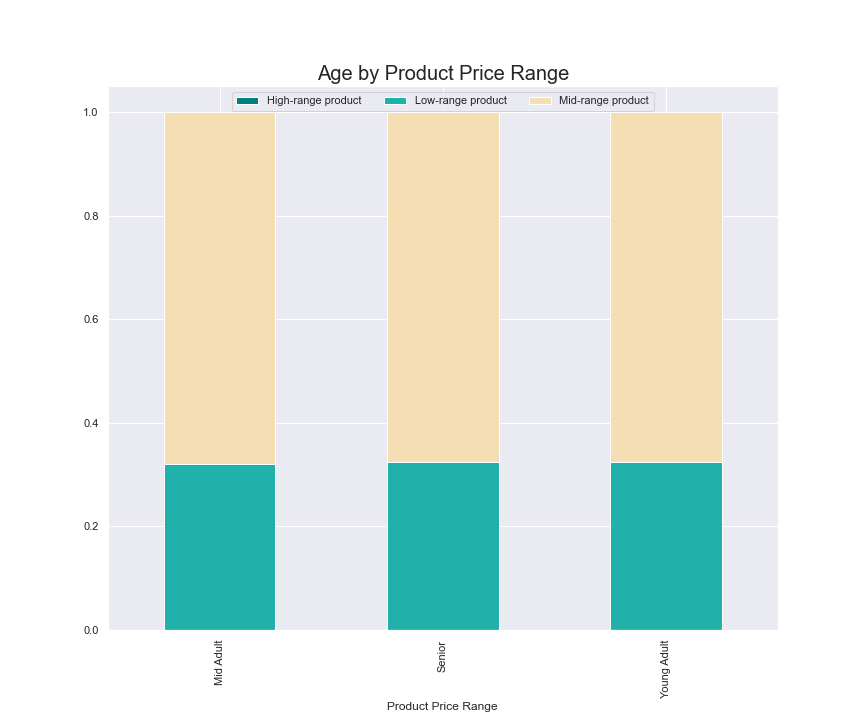 Age by Product Price Range
High-range product Low-range product Mid-range product
1.0
0.8
0.6
0.4
0.2
0.0
Mid Adult
Senior
Young Adult
Product Price Range